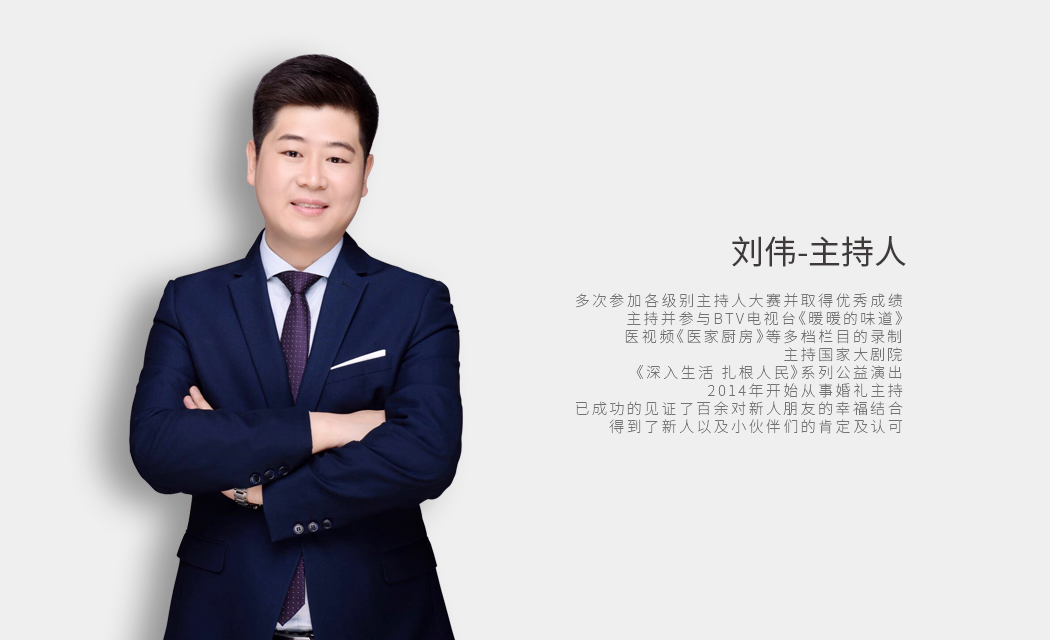 刘伟-主持人
多次参加各级别主持人大赛并取得优秀成绩
主持并参与BTV电视台《暖暖的味道》
医视频《医家厨房》等多档栏目的录制
主持国家大剧院
《深入生活 扎根人民》系列公益演出
2014年开始从事婚礼主持
已成功的见证了百余对新人朋友的幸福结合
得到了新人以及小伙伴们的肯定及认可